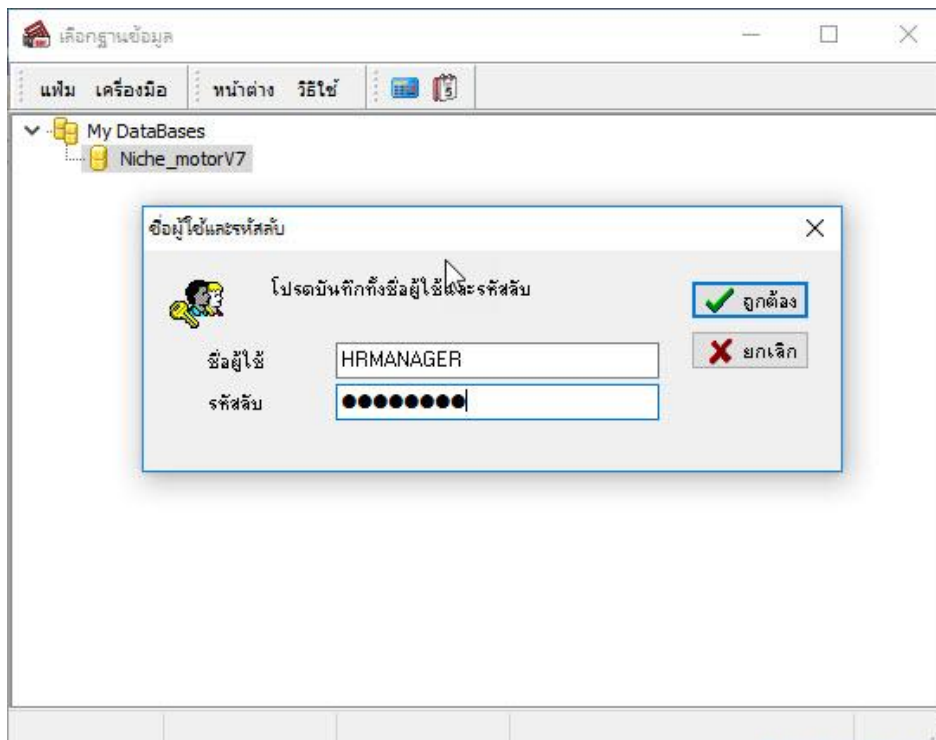 เลือกฐานข้อมูล
แฟ้ม เครื่องมือ หน้าต่าง วิธีใช้ 5
My DataBases
Niche_motorV7
ชื่อผู้ใช้และรหัสลับ
โปรดบันทึกทั้งชื่อผู้ใช้และรหัสลับ
ถูกต้อง
ชื่อผู้ใช้ HRMANAGER
ยกเลิก
รหัสลับ ●●●●●●●●